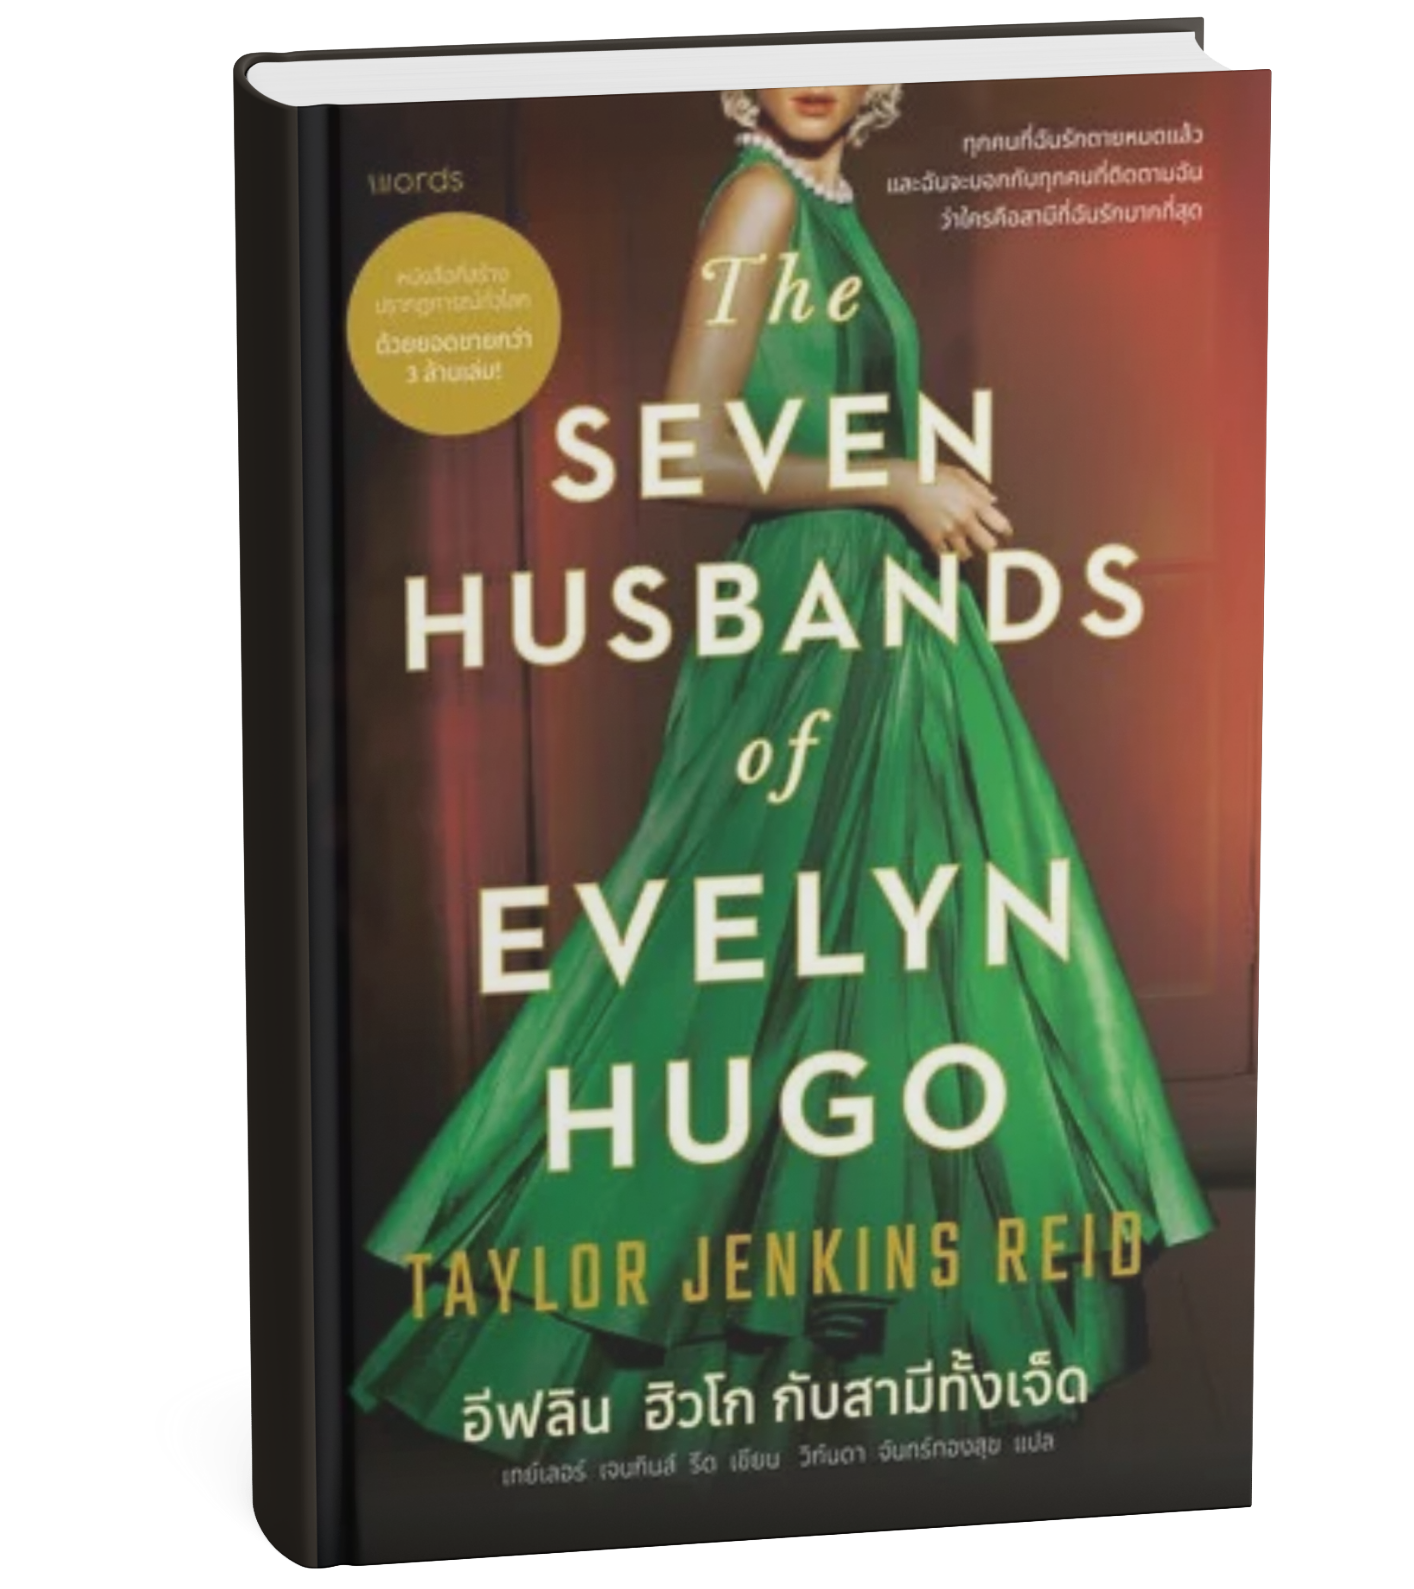 words
ทุกคนที่ฉันรักตายหมดแล้ว
และฉันจะบอกกับทุกคนที่ติดตามฉัน
ว่าใครคือสามีที่ฉันรักมากที่สุด
หนังสือที่สร้าง
ปรากฏการณ์ทั่วโลก
ด้วยยอดขายกว่า
3 ล้านเล่ม!
The
SEVEN
HUSBANDS
of
EVELYN
HUGO
TAYLOR JENKINS REID
อีฟลิน ฮิวโก กับสามีทั้งเจ็ด
เทย์เลอร์ เจนกินส์ รีด เขียน วิกันดา จันทร์ทองสุข แปล